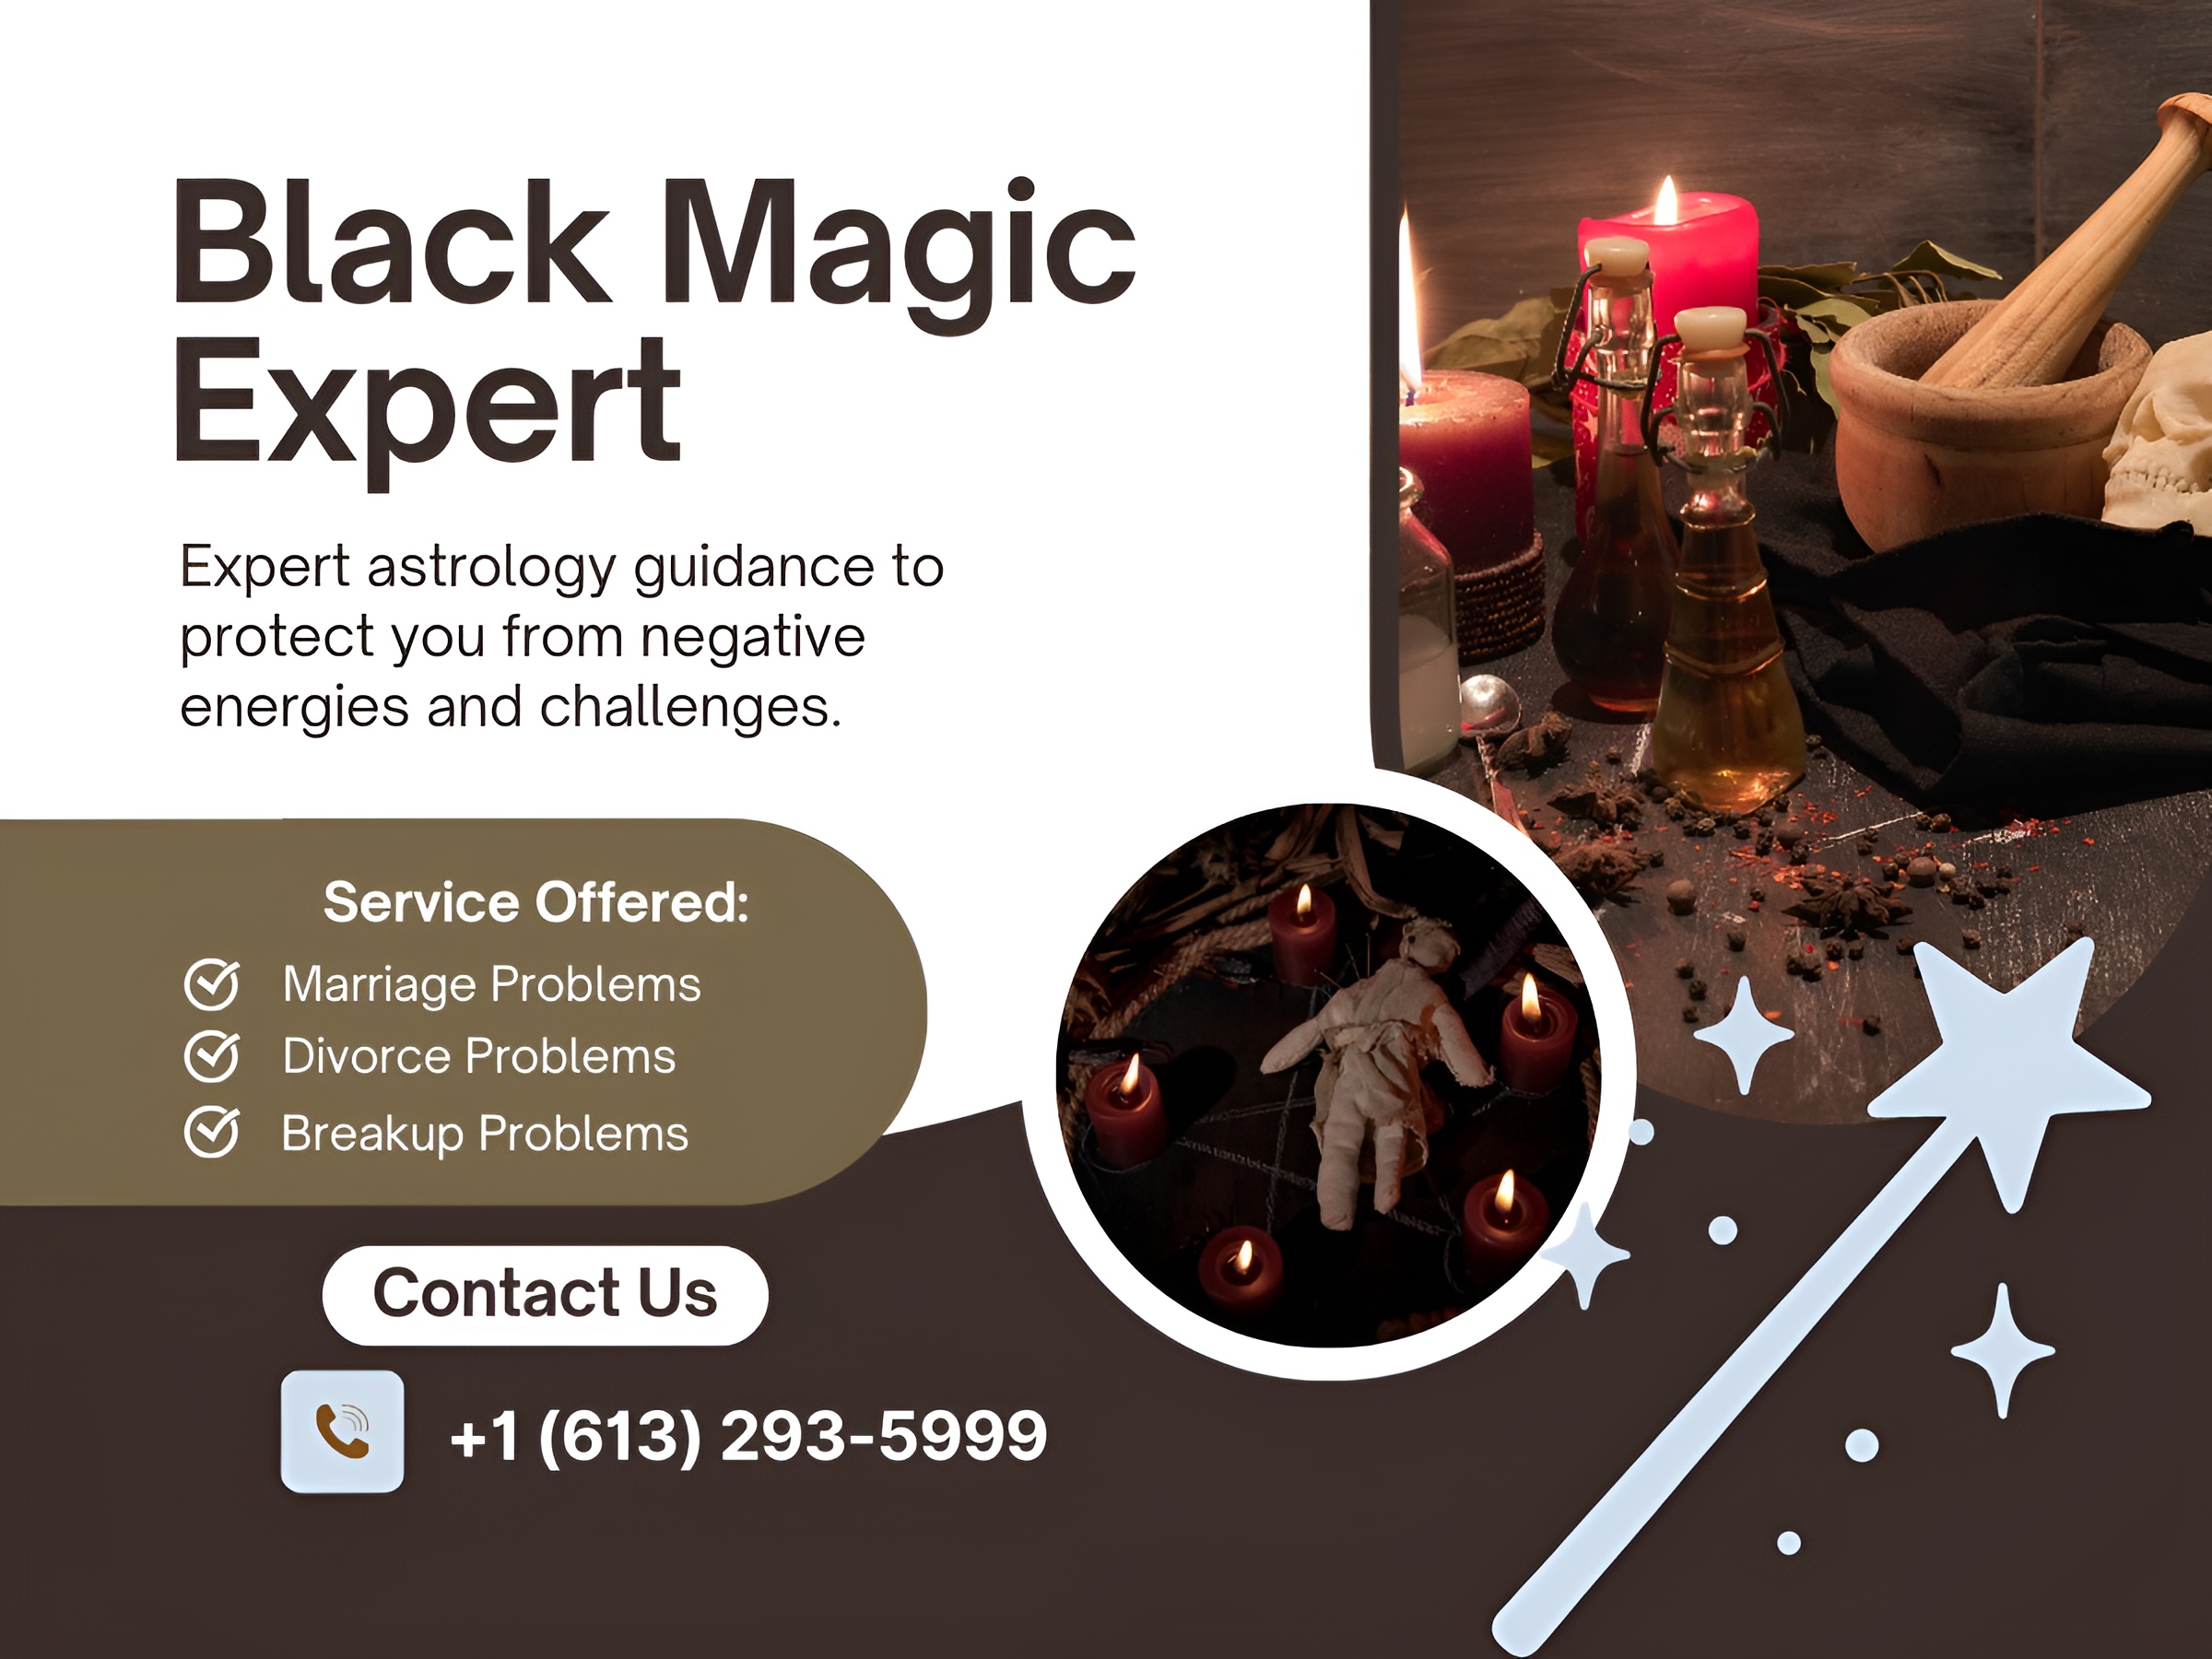 Black Magic
Expert
Expert astrology guidance to
protect you from negative
energies and challenges.
Service Offered:
Marriage Problems
Divorce Problems
Breakup Problems
Contact Us
+1 (613) 293-5999